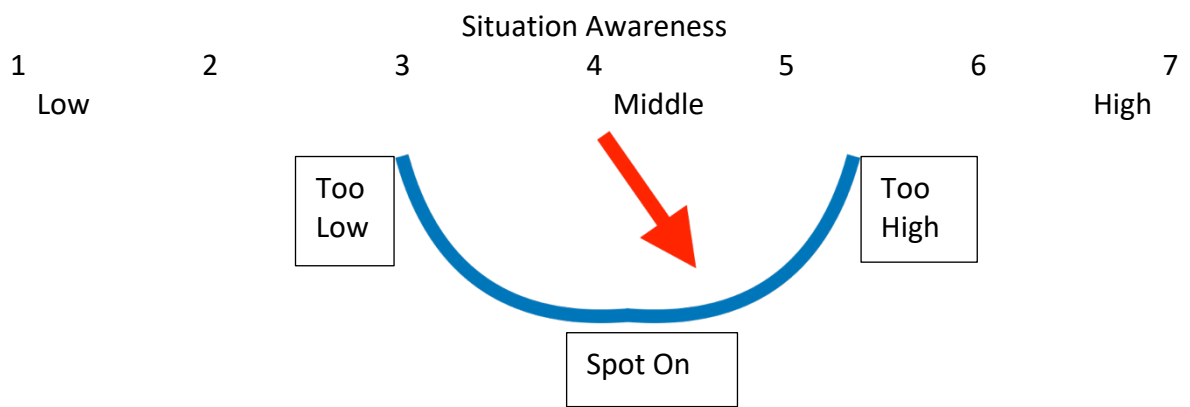 Situation Awareness
1 2 3 4 5 6 7
Low Middle High
Too
Low
Too
High
Spot On